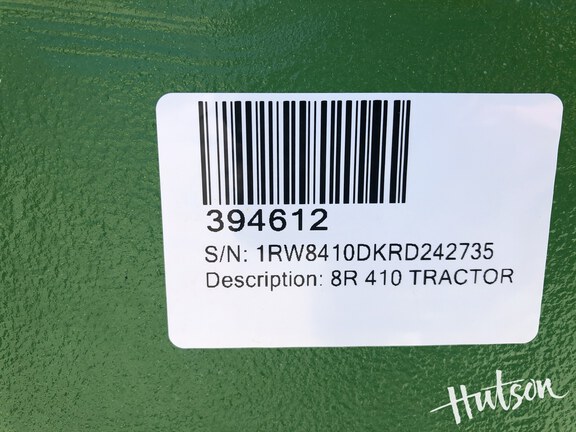 394612
S/N: 1RW8410DKRD242735
Description: 8R 410 TRACTOR
Hutson